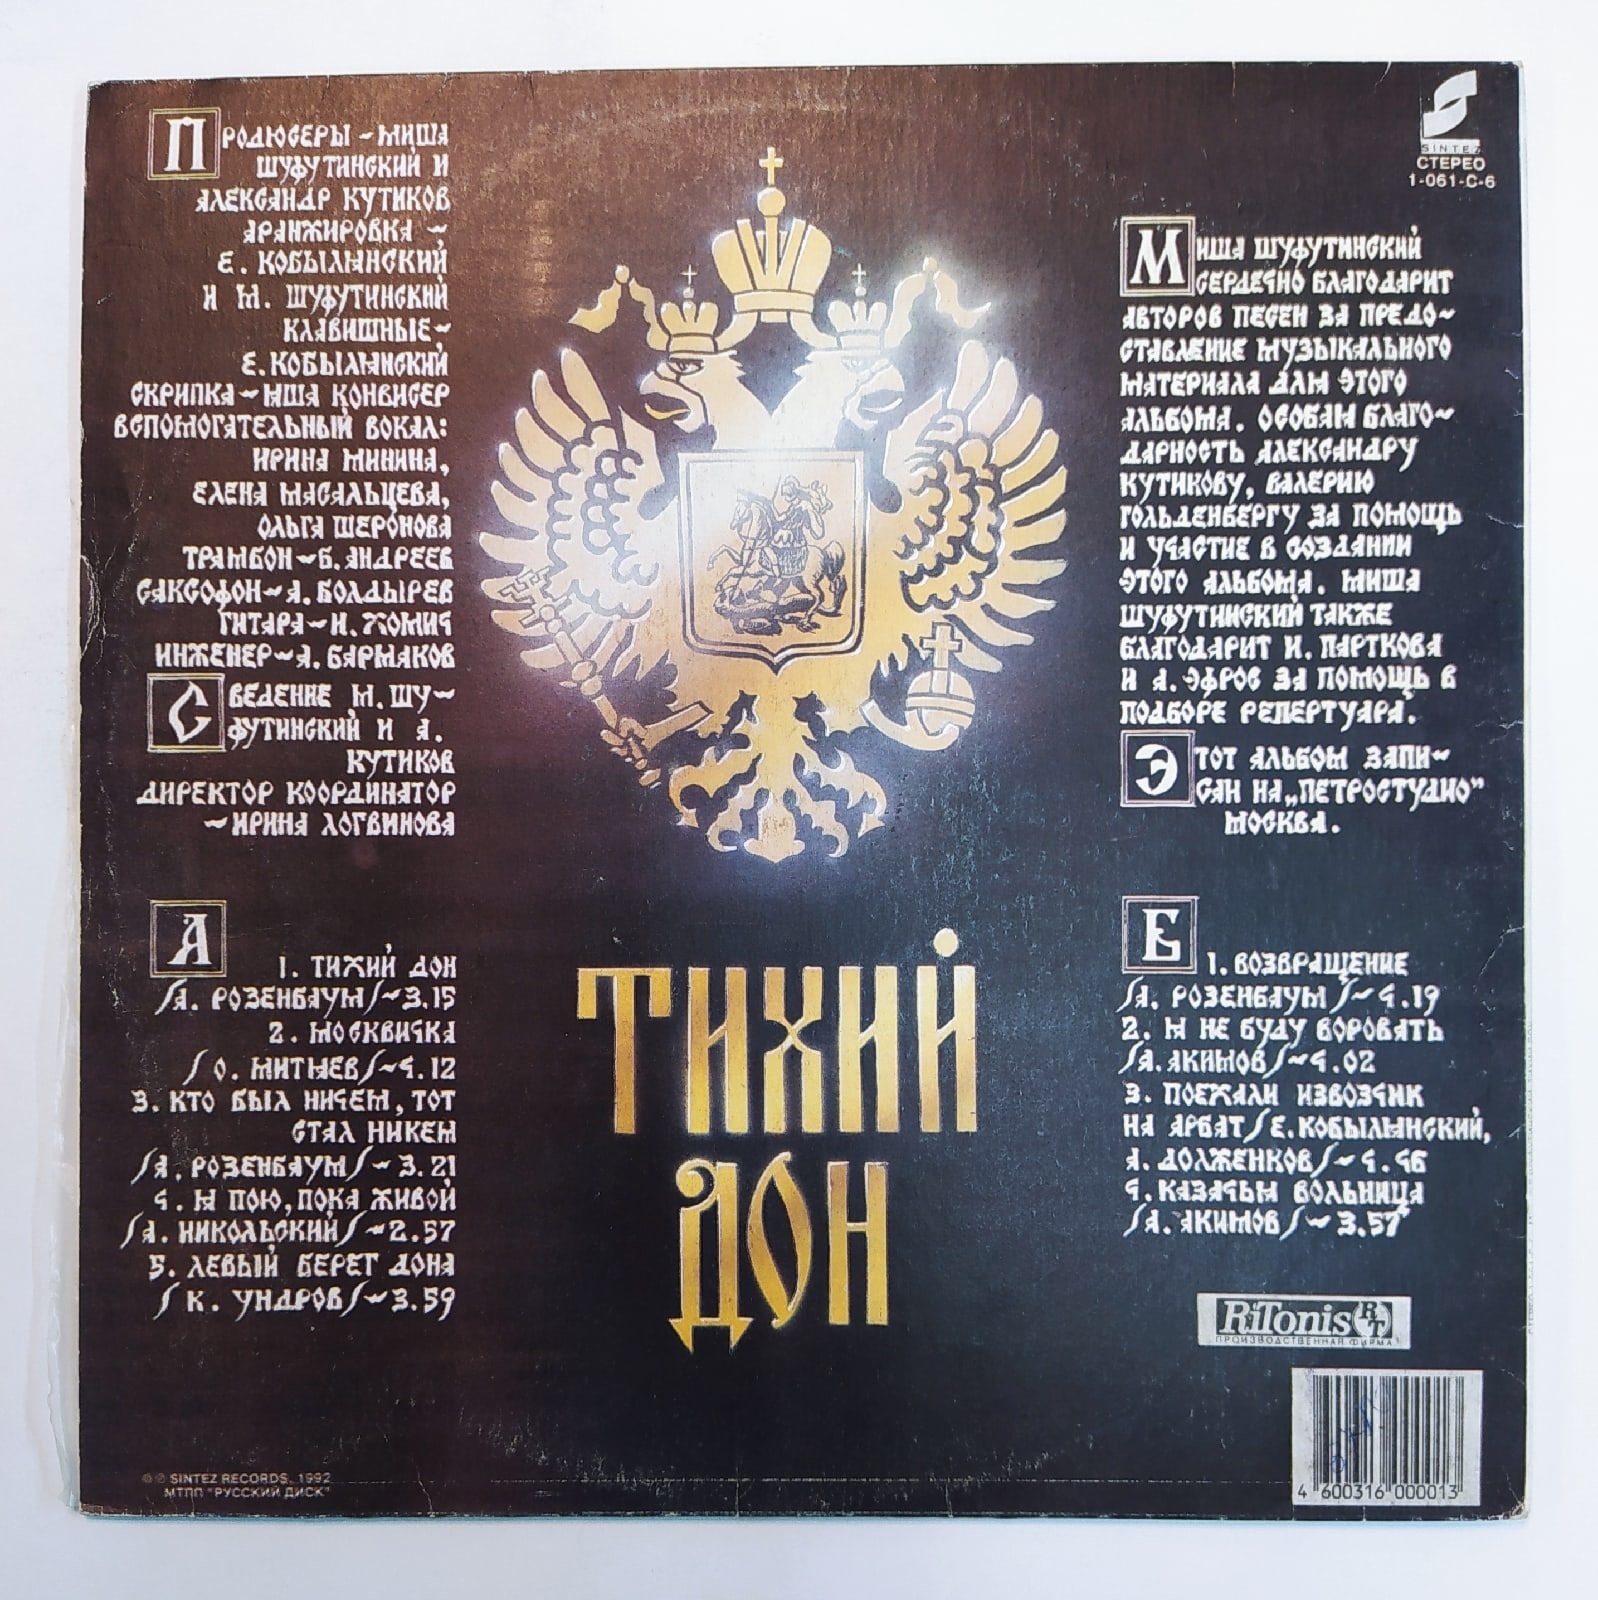 Продюсеры ~ Миша
Шуфутинский и
Александр Кутиков
Аранжировка ~
Е. Кобылянский
и М. Шуфутинский
Клавишные ~
Е. Кобылянский
Скрипка ~ Яша Конвисер
Вспомогательный вокал:
Ирина Минина,
Елена Масальцева,
Ольга Шеронова
Трамбон ~ Б. Андреев
Саксофон ~ А. Болдырев
Гитара ~ И. Хомич
Инженер ~ А. Бармаков
Сведение М. Шу~
футинский и А.
Кутиков
Директор координатор
~ Ирина Логвинова
А
1. Тихий Дон
/А. Розенбаум/ ~ 3.15
2. Москвичка
/О. Митяев/ ~ 4.12
3. Кто был ничем, тот
стал никем
/А. Розенбаум/ ~ 3.21
4. Я пою, пока живой
/А. Никольский/ ~ 2.57
5. Левый берег Дона
/К. Ундров/ ~ 3.59
© ℗ SINTEZ RECORDS, 1992
МТПП "РУССКИЙ ДИСК"
ТИХИЙ
ДОН
SINTEZ
СТЕРЕО
1-061-С-6
Миша Шуфутинский
сердечно благодарит
авторов песен за предо~
ставление музыкального
материала для этого
альбома. Особая благо~
дарность Александру
Кутикову, Валерию
Гольденбергу за помощь
и участие в создании
этого альбома. Миша
Шуфутинский также
благодарит И. Парткова
и А. Эфрос за помощь в
подборе репертуара.
Этот альбом запи~
сан на „Петростудио"
Москва.
Б
1. Возвращение
/А. Розенбаум/ ~ 4.19
2. Я не буду воровать
/А. Акимов/ ~ 4.02
3. Поехали извозчик
на Арбат /Е. Кобылянский,
А. Долженков/ ~ 4.46
4. Казачья вольница
/А. Акимов/ ~ 3.57
RiTonis RT
ПРОИЗВОДСТВЕННАЯ ФИРМА
4 600316 000013